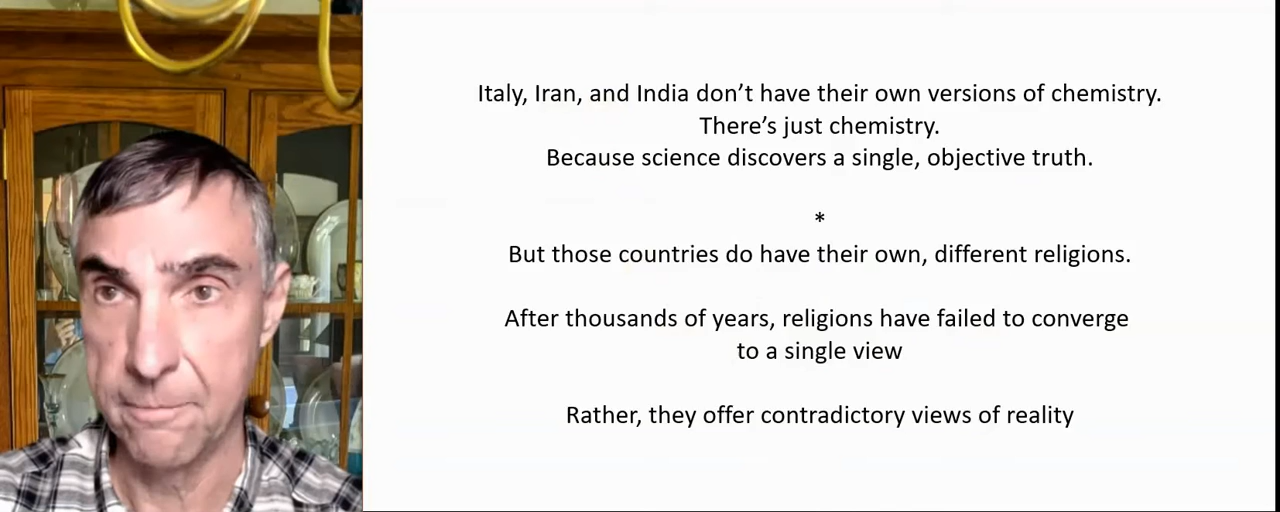 Italy, Iran, and India don’t have their own versions of chemistry.
There’s just chemistry.
Because science discovers a single, objective truth.
*
But those countries do have their own, different religions.
After thousands of years, religions have failed to converge
to a single view
Rather, they offer contradictory views of reality